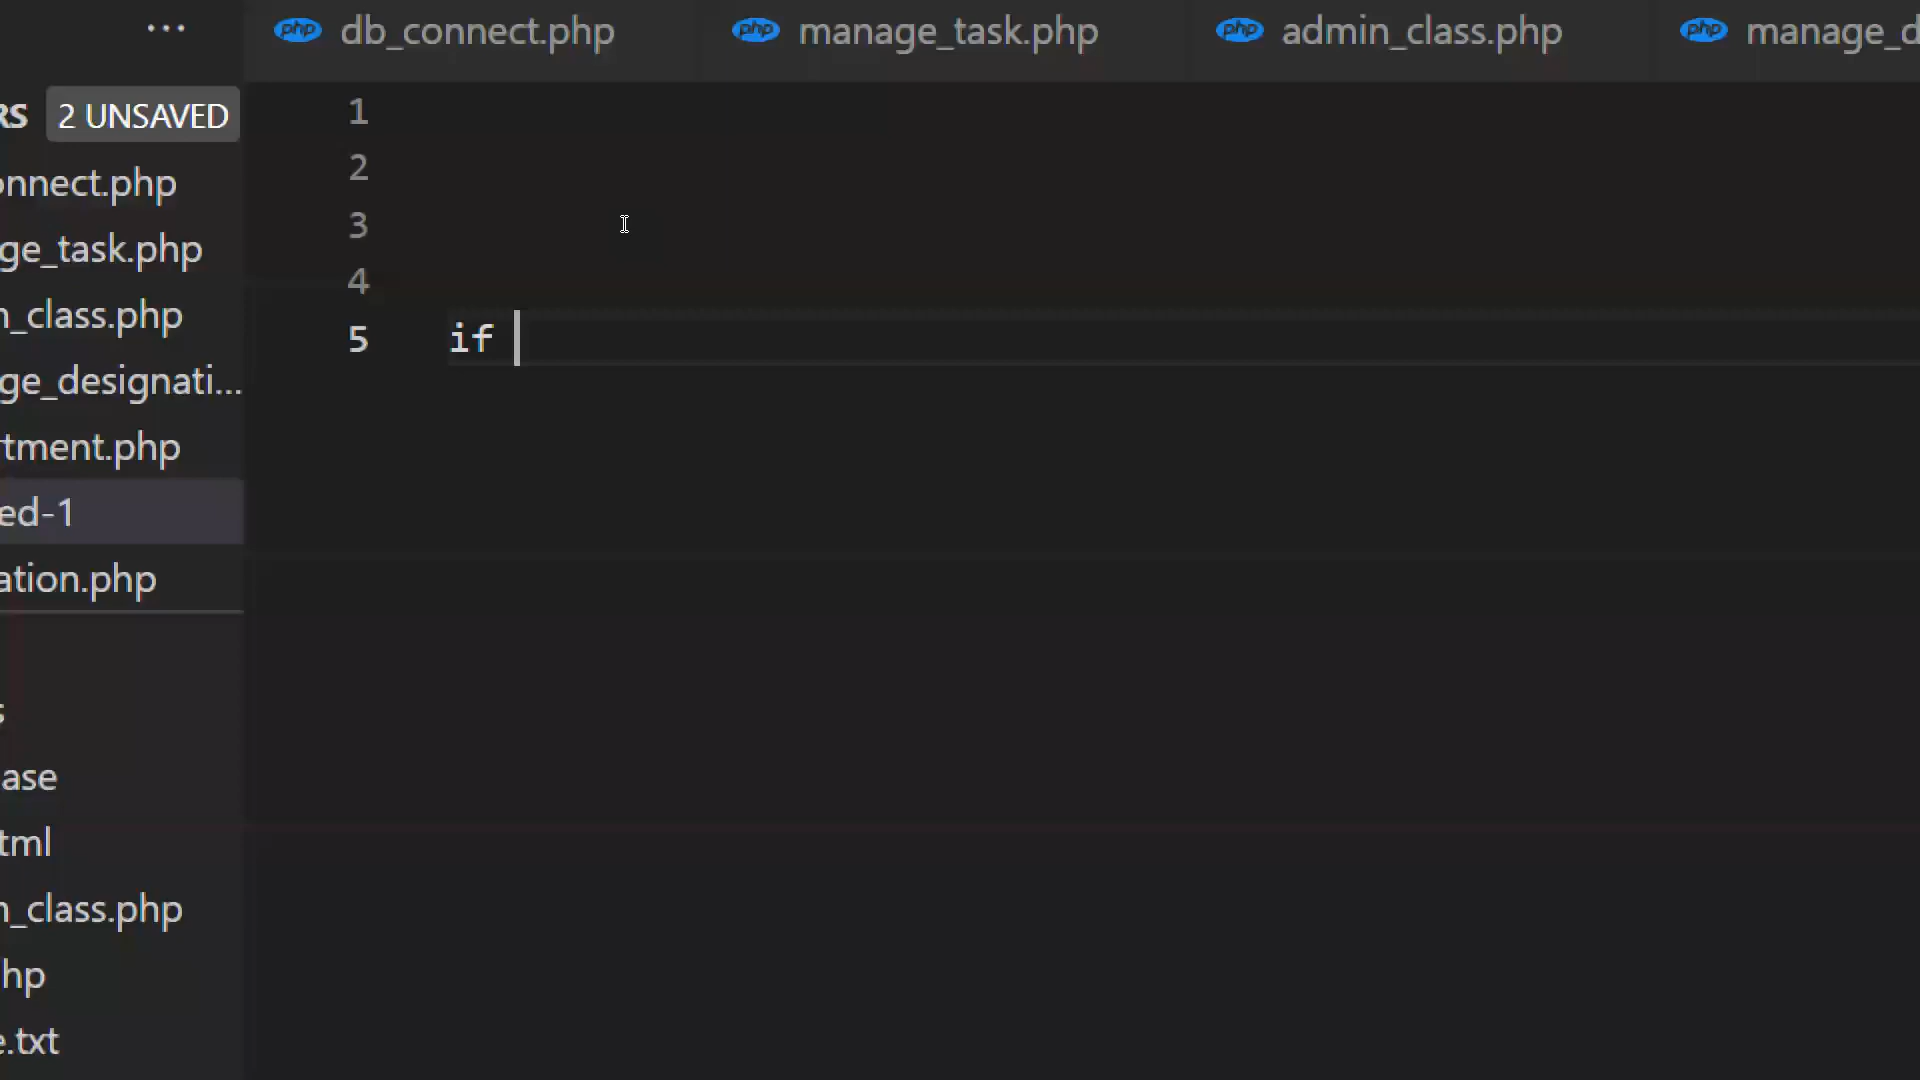 db_connect.php manage_task.php admin_class.php manage_d
RS 2 UNSAVED
onnect.php
ge_task.php
n_class.php
ge_designati...
rtment.php
ed-1
ation.php
s
ase
tml
n_class.php
hp
e.txt
1
2
3
4
5 if